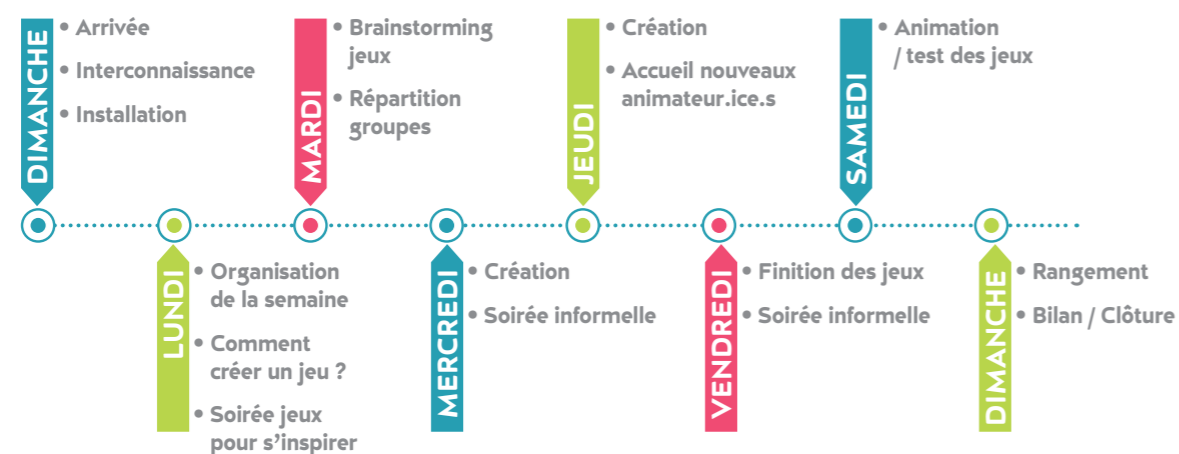 DIMANCHE
• Arrivée
• Interconnaissance
• Installation
LUNDI
• Organisation
de la semaine
• Comment
créer un jeu ?
• Soirée jeux
pour s'inspirer
MARDI
• Brainstorming
jeux
• Répartition
groupes
MERCREDI
• Création
• Soirée informelle
JEUDI
• Création
• Accueil nouveaux
animateur.ice.s
VENDREDI
• Finition des jeux
• Soirée informelle
SAMEDI
• Animation
/ test des jeux
DIMANCHE
• Rangement
• Bilan / Clôture